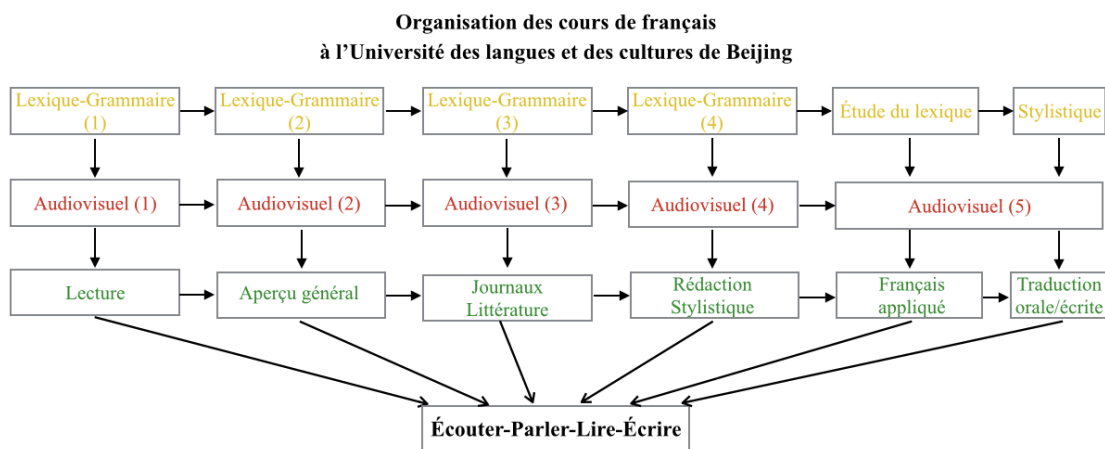 Organisation des cours de français
à l’Université des langues et des cultures de Beijing
Lexique-Grammaire
(1)
Lexique-Grammaire
(2)
Lexique-Grammaire
(3)
Lexique-Grammaire
(4)
Étude du lexique
Stylistique
Audiovisuel (1)
Audiovisuel (2)
Audiovisuel (3)
Audiovisuel (4)
Audiovisuel (5)
Lecture
Aperçu général
Journaux
Littérature
Rédaction
Stylistique
Français
appliqué
Traduction
orale/écrite
Écouter-Parler-Lire-Écrire